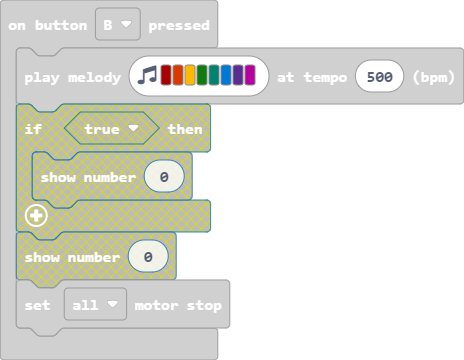 on button B pressed
play melody at tempo 500 (bpm)
if true then
show number 0
show number 0
set all motor stop